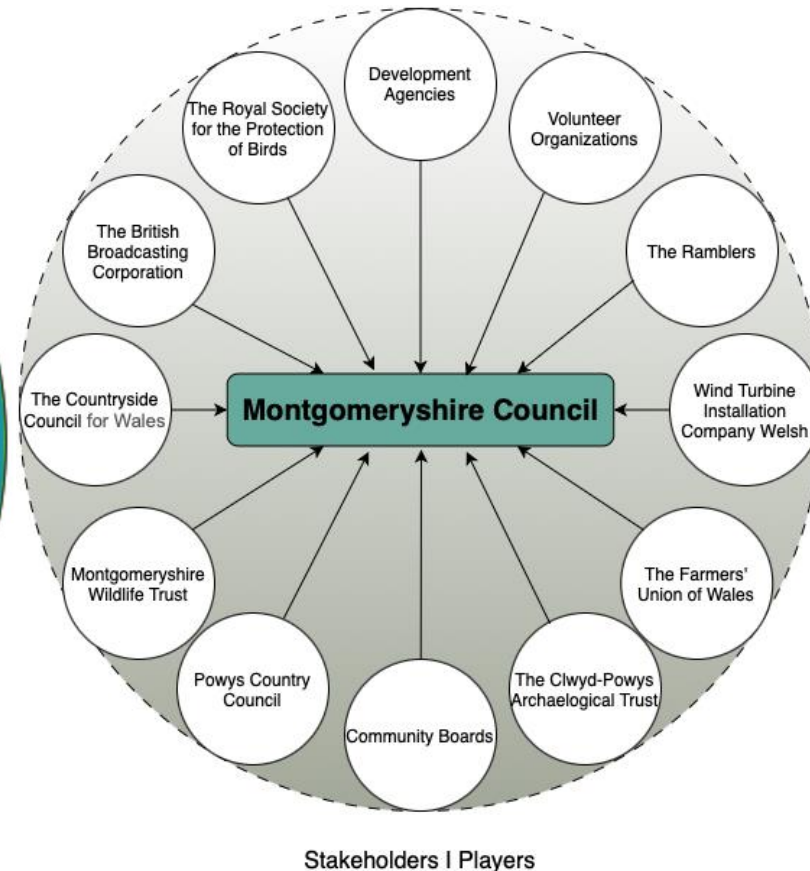 Development
Agencies
The Royal Society
for the Protection
of Birds
Volunteer
Organizations
The British
Broadcasting
Corporation
The Ramblers
The Countryside
Council for Wales
Montgomeryshire Council
Wind Turbine
Installation
Company Welsh
Montgomeryshire
Wildlife Trust
The Farmers'
Union of Wales
Powys Country
Council
Community Boards
The Clwyd-Powys
Archaelogical Trust
Stakeholders I Players